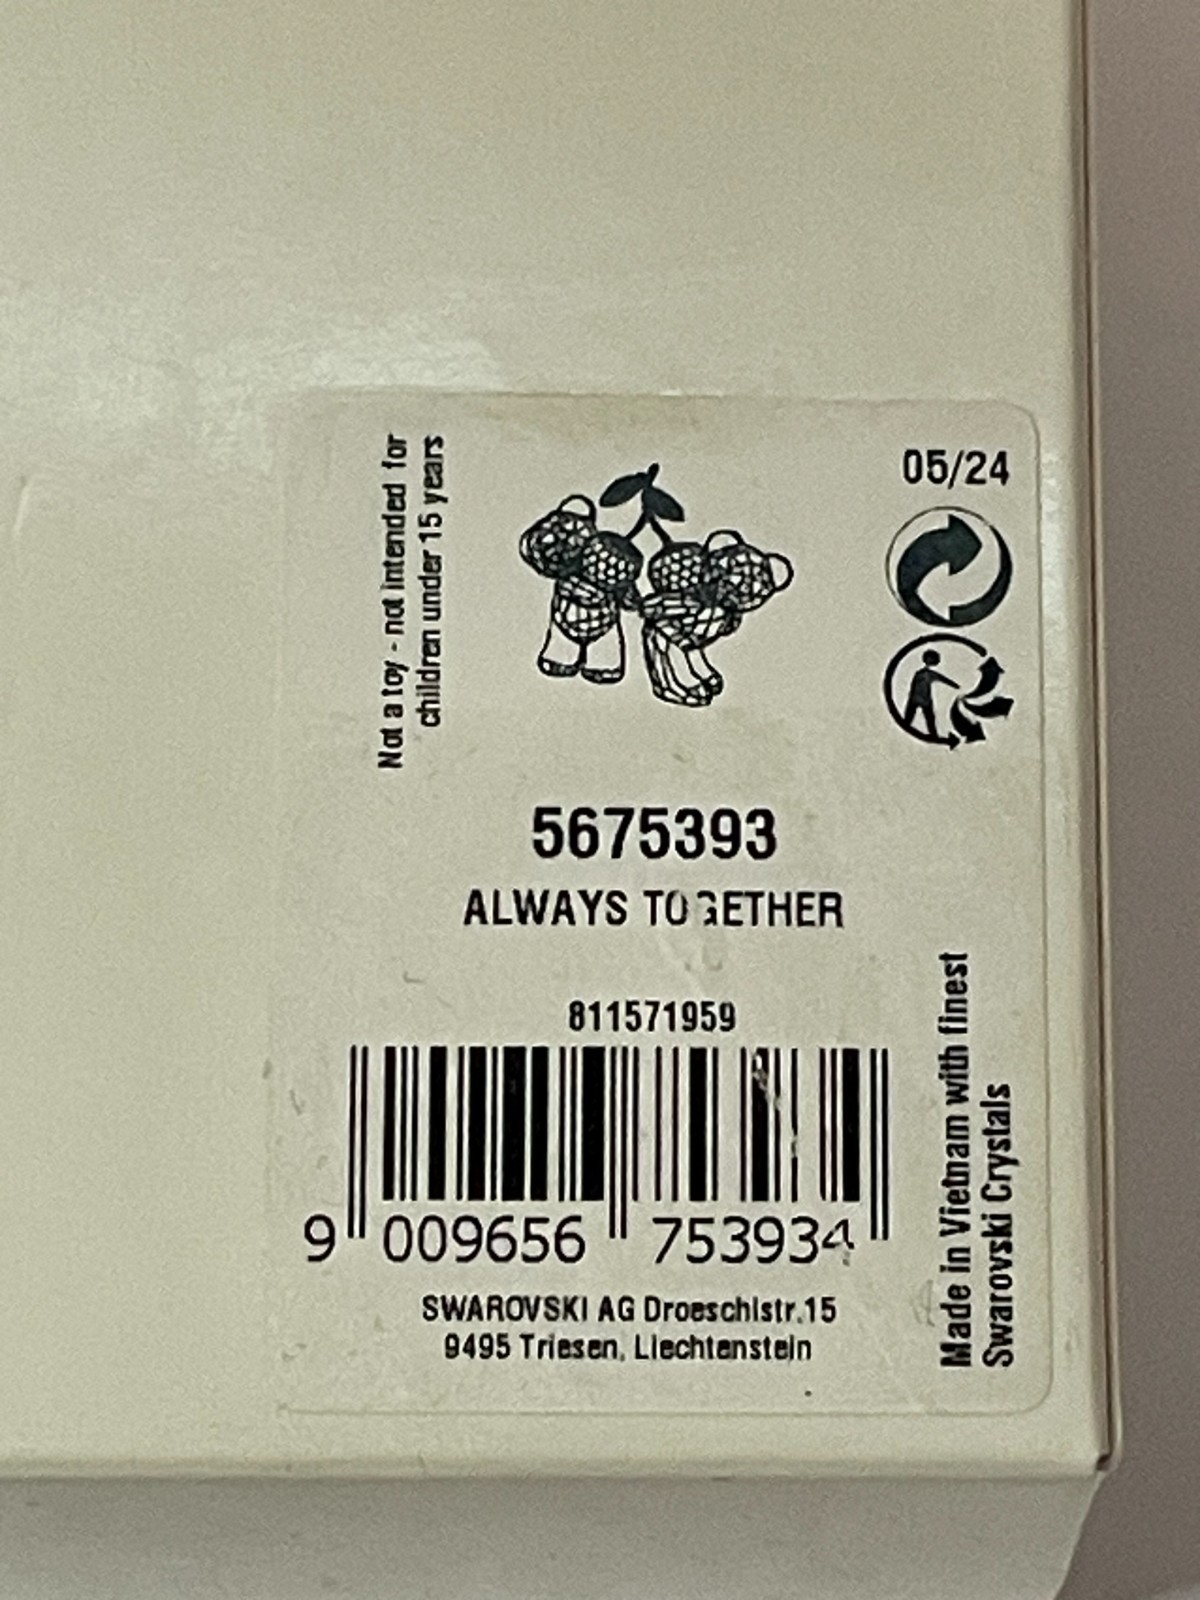 Not a toy - not intended for
children under 15 years
05/24
5675393
ALWAYS TOGETHER
811571959
9 009656 753934
SWAROVSKI AG Droeschistr.15
9495 Triesen, Liechtenstein
Made in Vietnam with finest
Swarovski Crystals